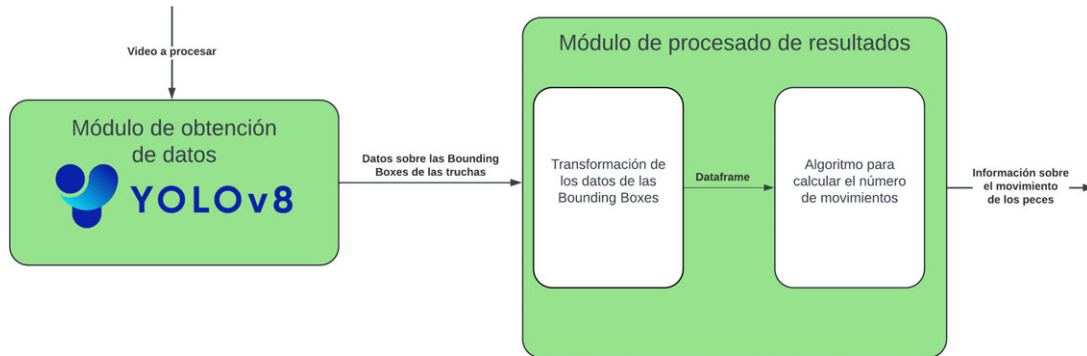 Video a procesar
Módulo de obtención
de datos
YOLOv8
Datos sobre las Bounding
Boxes de las truchas
Módulo de procesado de resultados
Transformación de
los datos de las
Bounding Boxes
Dataframe
Algoritmo para
calcular el número
de movimientos
Información sobre
el movimiento
de los peces